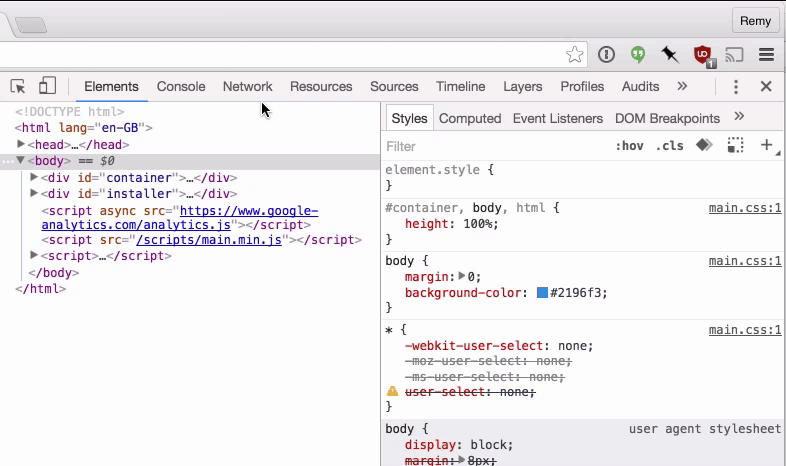 Remy
1
Elements Console Network Resources Sources Timeline Layers Profiles Audits »
<!DOCTYPE html>
<html lang="en-GB">
<head>…</head>
<body> == $0
<div id="container">…</div>
<div id="installer">…</div>
<script async src="https://www.google-
analytics.com/analytics.js"></script>
<script src="/scripts/main.min.js"></script>
<script>…</script>
</body>
</html>
Styles Computed Event Listeners DOM Breakpoints »
Filter :hov .cls
element.style {
}
#container, body, html { main.css:1
height: 100%;
}
body { main.css:1
margin: 0;
background-color: #2196f3;
}
* { main.css:1
-webkit-user-select: none;
-moz-user-select: none;
-ms-user-select: none;
user-select: none;
}
body { user agent stylesheet
display: block;
margin: 8px;